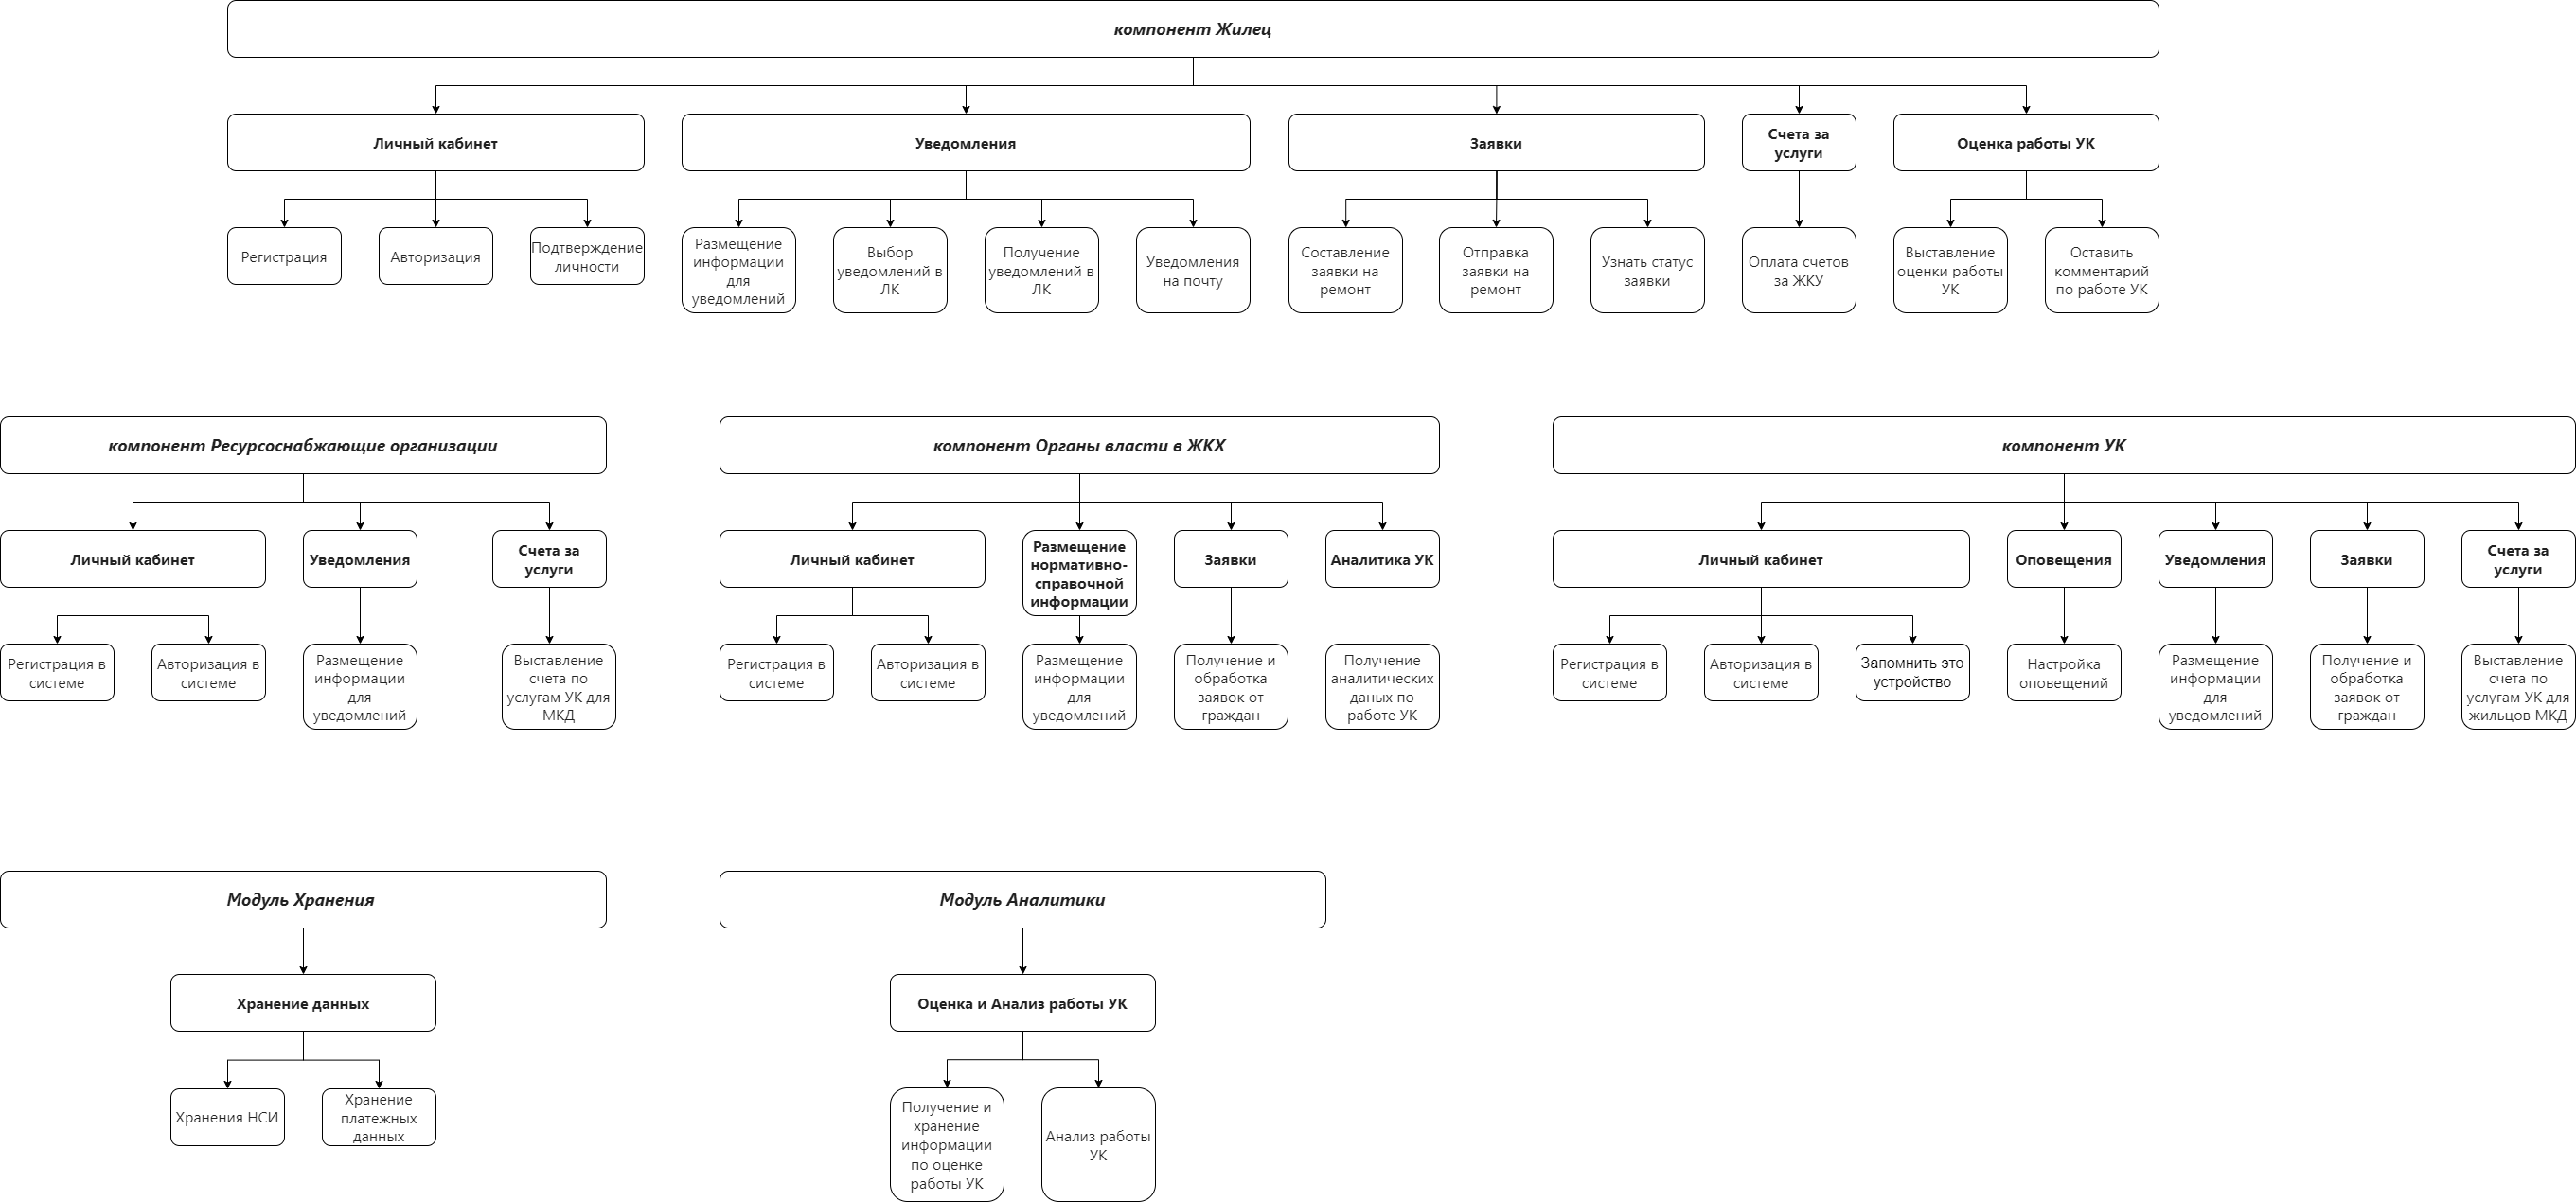 компонент Жилец
Личный кабинет
Уведомления
Заявки
Счета за
услуги
Оценка работы УК
Регистрация
Авторизация
Подтверждение
личности
Размещение
информации
для
уведомлений
Выбор
уведомлений в
ЛК
Получение
уведомлений в
ЛК
Уведомления
на почту
Составление
заявки на
ремонт
Отправка
заявки на
ремонт
Узнать статус
заявки
Оплата счетов
за ЖКУ
Выставление
оценки работы
УК
Оставить
комментарий
по работе УК
компонент Ресурсоснабжающие организации
Личный кабинет
Уведомления
Счета за
услуги
Регистрация в
системе
Авторизация в
системе
Размещение
информации
для
уведомлений
Выставление
счета по
услугам УК для
МКД
компонент Органы власти в ЖКХ
Личный кабинет
Размещение
нормативно-
справочной
информации
Заявки
Аналитика УК
Регистрация в
системе
Авторизация в
системе
Размещение
информации
для
уведомлений
Получение и
обработка
заявок от
граждан
Получение
аналитических
даных по
работе УК
компонент УК
Личный кабинет
Оповещения
Уведомления
Заявки
Счета за
услуги
Регистрация в
системе
Авторизация в
системе
Запомнить это
устройство
Настройка
оповещений
Размещение
информации
для
уведомлений
Получение и
обработка
заявок от
граждан
Выставление
счета по
услугам УК для
жильцов МКД
Модуль Хранения
Хранение данных
Хранения НСИ
Хранение
платежных
данных
Модуль Аналитики
Оценка и Анализ работы УК
Получение и
хранение
информации
по оценке
работы УК
Анализ работы
УК